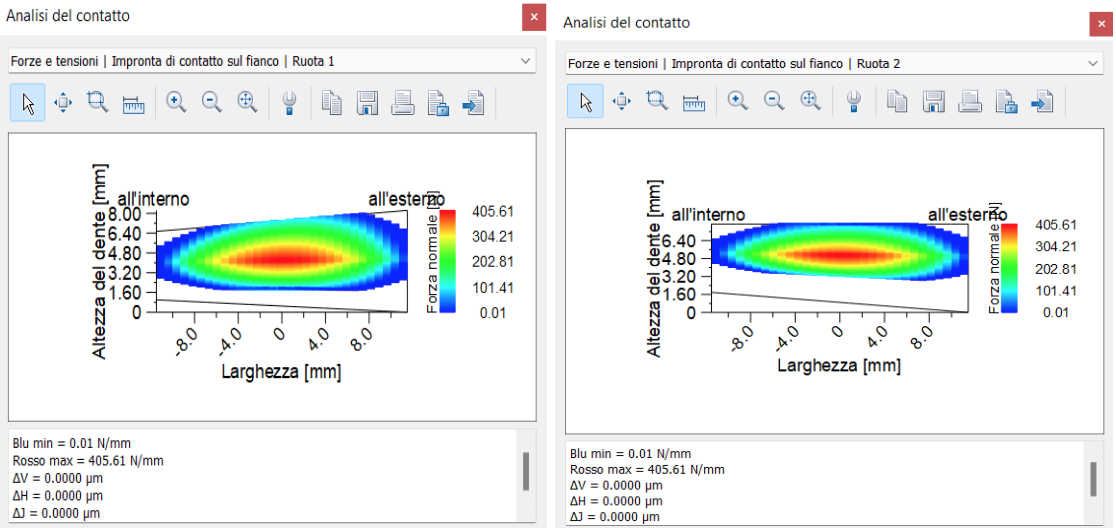 Analisi del contatto
Forze e tensioni | Impronta di contatto sul fianco | Ruota 1
Altezza del dente [mm]
all'interno
all'esterno
8.00
6.40
4.80
3.20
1.60
0
-8.0
-4.0
0
4.0
8.0
Larghezza [mm]
Forza normale [N]
405.61
304.21
202.81
101.41
0.01
Blu min = 0.01 N/mm
Rosso max = 405.61 N/mm
ΔV = 0.0000 µm
ΔH = 0.0000 µm
ΔJ = 0.0000 µm
Analisi del contatto
Forze e tensioni | Impronta di contatto sul fianco | Ruota 2
Altezza del dente [mm]
all'interno
all'esterno
6.40
4.80
3.20
1.60
0
-8.0
-4.0
0
4.0
8.0
Larghezza [mm]
Forza normale [N]
405.61
304.21
202.81
101.41
0.01
Blu min = 0.01 N/mm
Rosso max = 405.61 N/mm
ΔV = 0.0000 µm
ΔH = 0.0000 µm
ΔJ = 0.0000 µm